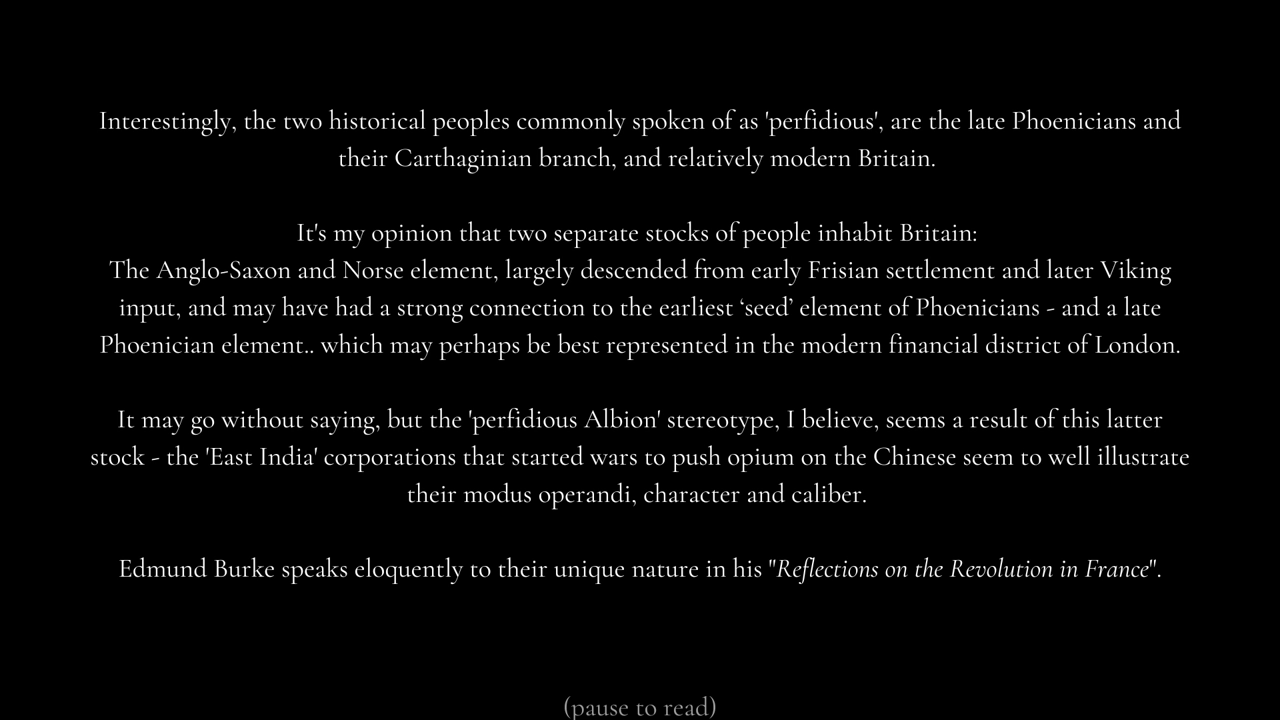 Interestingly, the two historical peoples commonly spoken of as 'perfidious', are the late Phoenicians and
their Carthaginian branch, and relatively modern Britain.
It's my opinion that two separate stocks of people inhabit Britain:
The Anglo-Saxon and Norse element, largely descended from early Frisian settlement and later Viking
input, and may have had a strong connection to the earliest ‘seed’ element of Phoenicians - and a late
Phoenician element.. which may perhaps be best represented in the modern financial district of London.
It may go without saying, but the 'perfidious Albion' stereotype, I believe, seems a result of this latter
stock - the 'East India' corporations that started wars to push opium on the Chinese seem to well illustrate
their modus operandi, character and caliber.
Edmund Burke speaks eloquently to their unique nature in his "Reflections on the Revolution in France".
(pause to read)